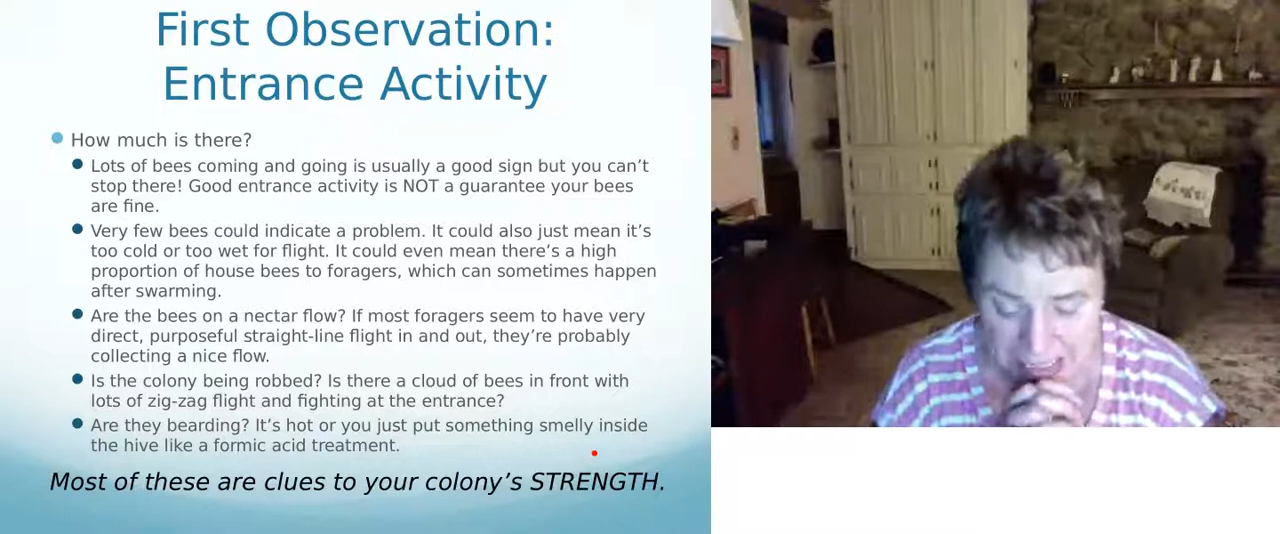 First Observation:
Entrance Activity
How much is there?
Lots of bees coming and going is usually a good sign but you can’t
stop there! Good entrance activity is NOT a guarantee your bees
are fine.
Very few bees could indicate a problem. It could also just mean it’s
too cold or too wet for flight. It could even mean there’s a high
proportion of house bees to foragers, which can sometimes happen
after swarming.
Are the bees on a nectar flow? If most foragers seem to have very
direct, purposeful straight-line flight in and out, they’re probably
collecting a nice flow.
Is the colony being robbed? Is there a cloud of bees in front with
lots of zig-zag flight and fighting at the entrance?
Are they bearding? It’s hot or you just put something smelly inside
the hive like a formic acid treatment.
Most of these are clues to your colony’s STRENGTH.